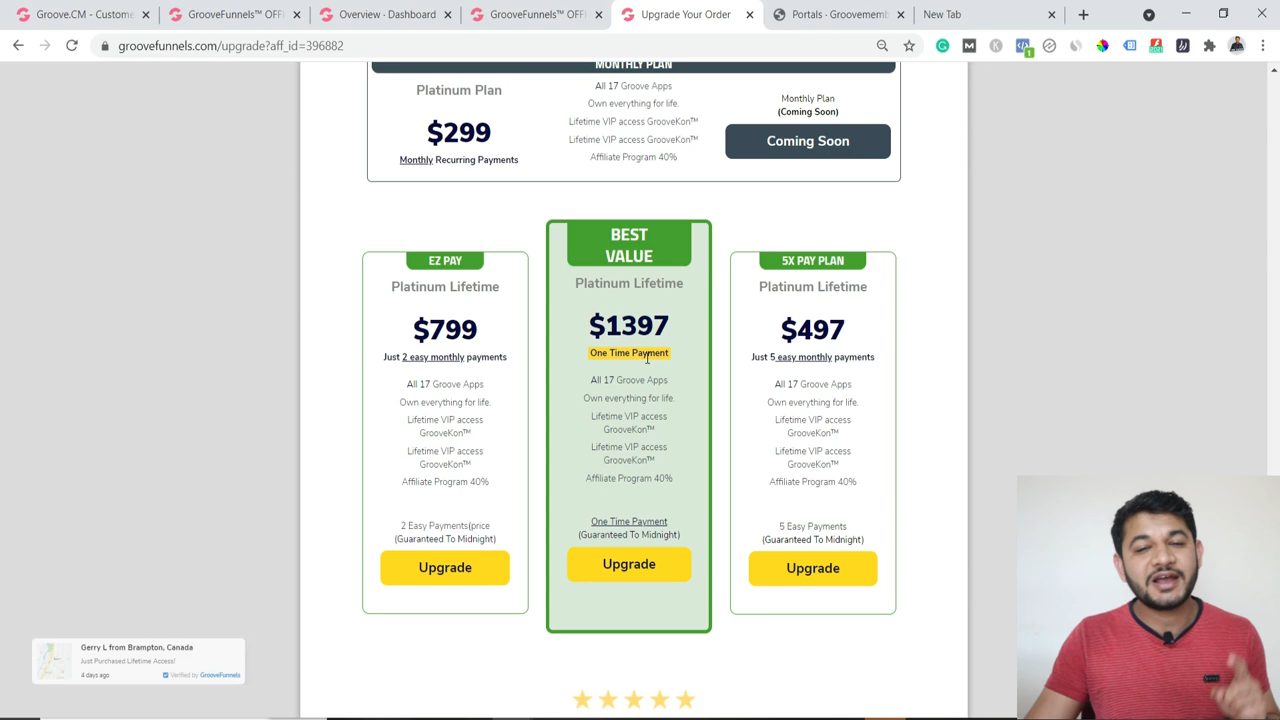 Groove.CM - Custome
GrooveFunnels™ OFFI
Overview - Dashboard
GrooveFunnels™ OFFI
Upgrade Your Order
Portals - Groovememb
New Tab
groovefunnels.com/upgrade?aff_id=396882
MONTHLY PLAN
Platinum Plan
$299
Monthly Recurring Payments
All 17 Groove Apps
Own everything for life.
Lifetime VIP access GrooveKon™
Lifetime VIP access GrooveKon™
Affiliate Program 40%
Monthly Plan
(Coming Soon)
Coming Soon
EZ PAY
Platinum Lifetime
$799
Just 2 easy monthly payments
All 17 Groove Apps
Own everything for life.
Lifetime VIP access
GrooveKon™
Lifetime VIP access
GrooveKon™
Affiliate Program 40%
2 Easy Payments(price
(Guaranteed To Midnight)
Upgrade
BEST
VALUE
Platinum Lifetime
$1397
One Time Payment
All 17 Groove Apps
Own everything for life.
Lifetime VIP access
GrooveKon™
Lifetime VIP access
GrooveKon™
Affiliate Program 40%
One Time Payment
(Guaranteed To Midnight)
Upgrade
5X PAY PLAN
Platinum Lifetime
$497
Just 5 easy monthly payments
All 17 Groove Apps
Own everything for life.
Lifetime VIP access
GrooveKon™
Lifetime VIP access
GrooveKon™
Affiliate Program 40%
5 Easy Payments
(Guaranteed To Midnight)
Upgrade
Gerry L from Brampton, Canada
Just Purchased Lifetime Access!
4 days ago
Verified by GrooveFunnels